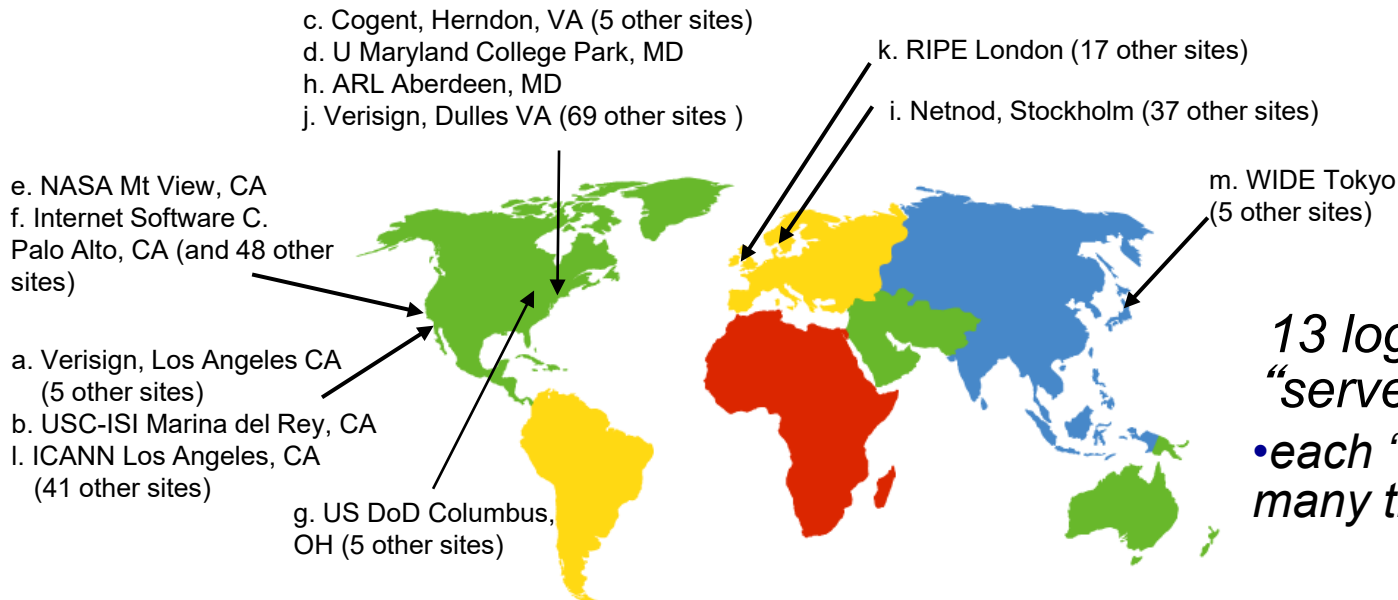 c. Cogent, Herndon, VA (5 other sites)
d. U Maryland College Park, MD
h. ARL Aberdeen, MD
j. Verisign, Dulles VA (69 other sites )
k. RIPE London (17 other sites)
i. Netnod, Stockholm (37 other sites)
m. WIDE Tokyo
(5 other sites)
e. NASA Mt View, CA
f. Internet Software C.
Palo Alto, CA (and 48 other
sites)
a. Verisign, Los Angeles CA
(5 other sites)
b. USC-ISI Marina del Rey, CA
l. ICANN Los Angeles, CA
(41 other sites)
g. US DoD Columbus,
OH (5 other sites)
13
•each
many